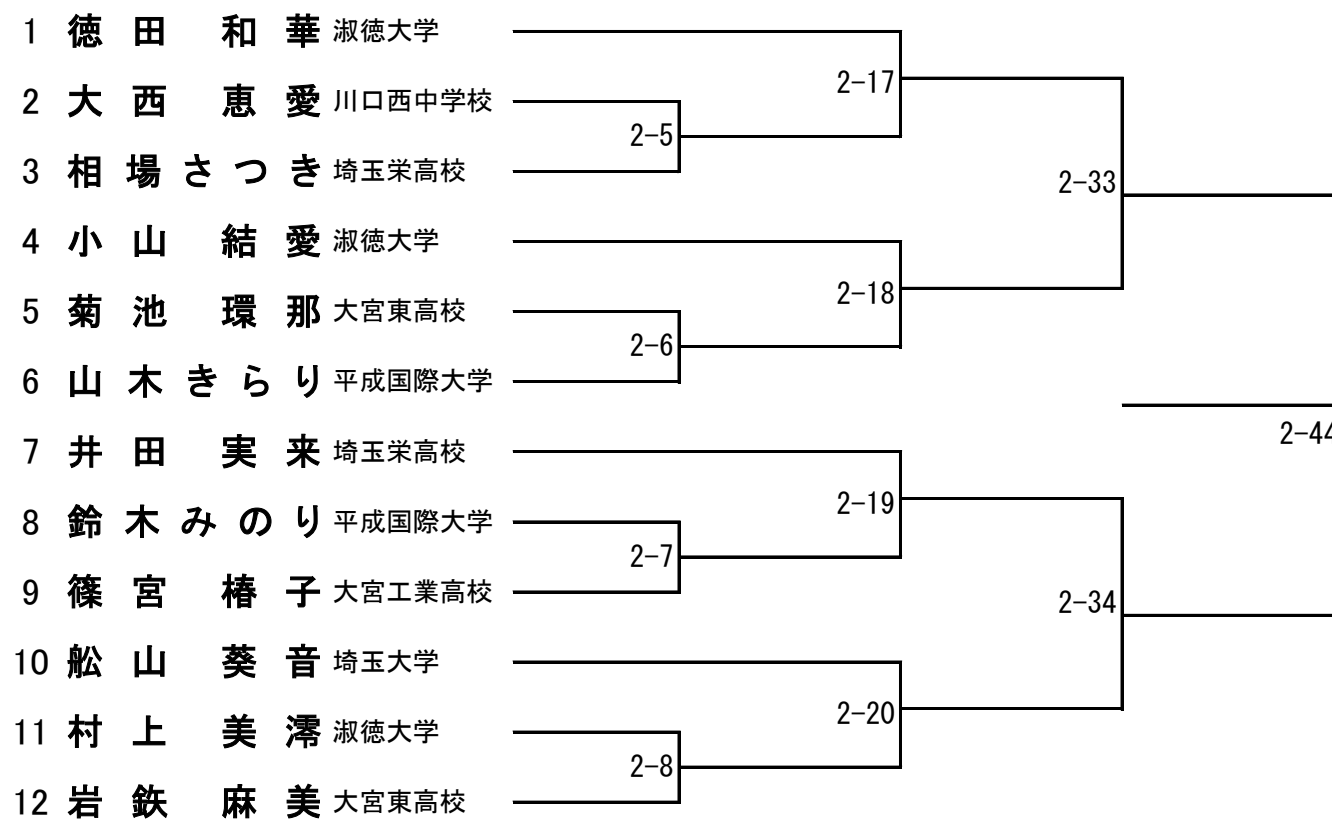 1 徳田 和華 淑徳大学
2-17
2 大西 恵愛 川口西中学校
2-5
3 相場さつき 埼玉栄高校
2-33
4 小山 結愛 淑徳大学
2-18
5 菊池 環那 大宮東高校
2-6
6 山木きらり 平成国際大学
2-44
7 井田 実来 埼玉栄高校
2-19
8 鈴木みのり 平成国際大学
2-7
9 篠宮 椿子 大宮工業高校
2-34
10 舩山 葵音 埼玉大学
2-20
11 村上 美澪 淑徳大学
2-8
12 岩鉃 麻美 大宮東高校